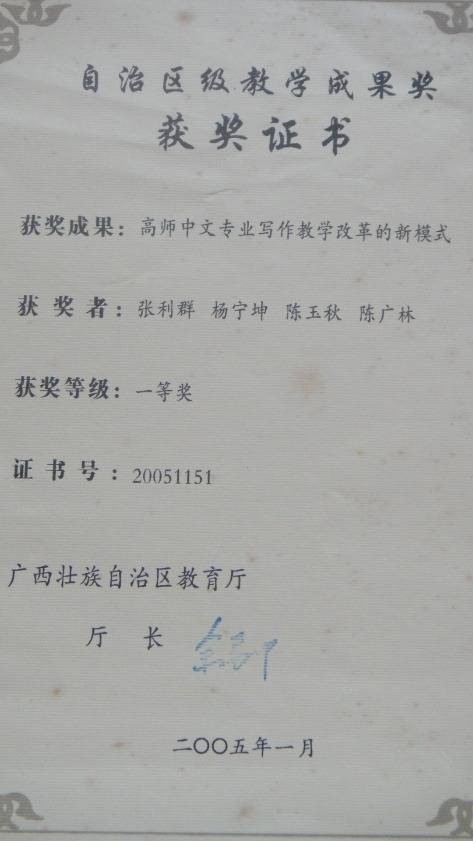 自治区级教学成果奖
获奖证书
获奖成果：高师中文专业写作教学改革的新模式
获奖者：张利群 杨宁坤 陈玉秋 陈广林
获奖等级：一等奖
证书号：20051151
广西壮族自治区教育厅
厅 长
二〇〇五年一月